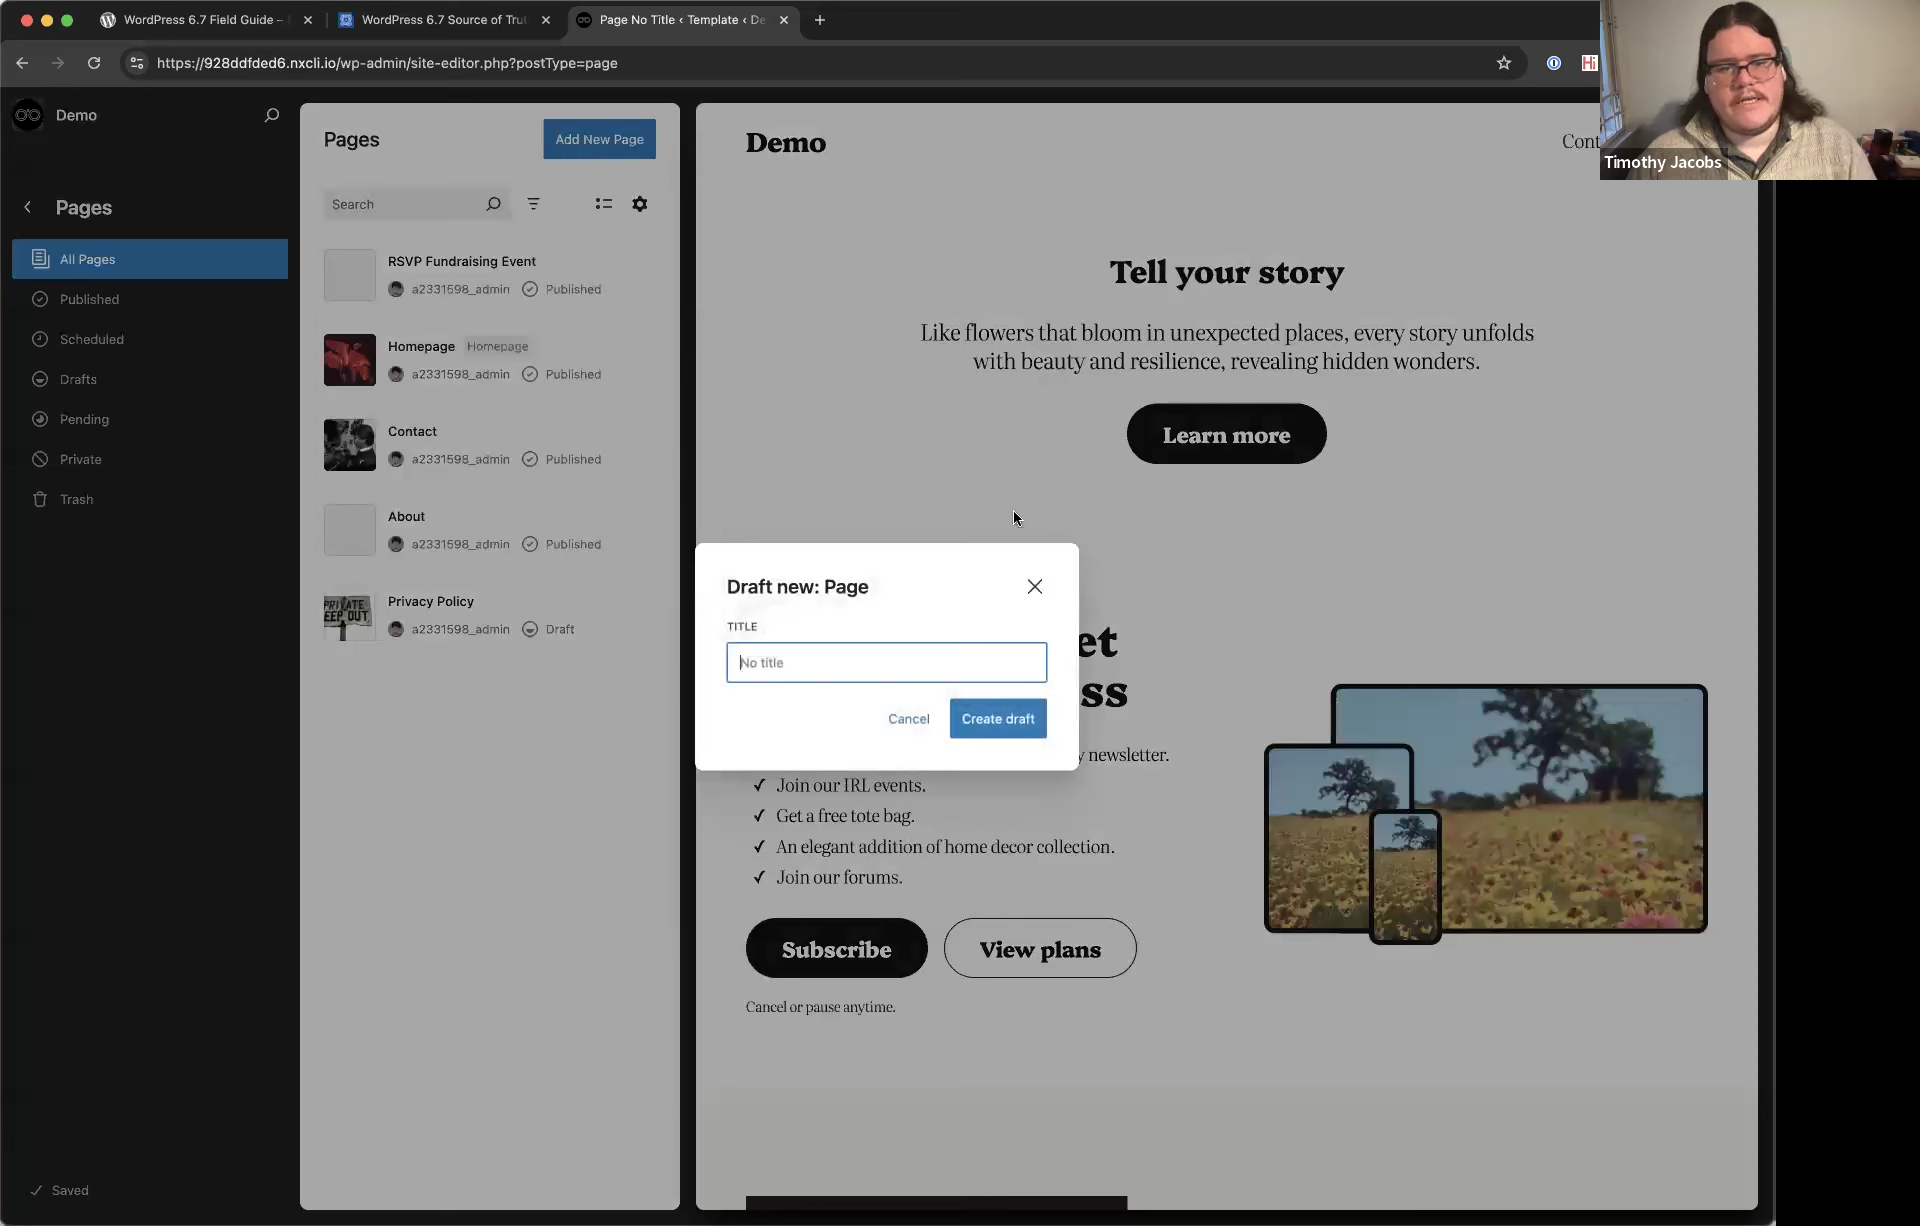 WordPress 6.7 Field Guide –
WordPress 6.7 Source of Tru
Page No Title ‹ Template ‹ De
https://928ddfded6.nxcli.io/wp-admin/site-editor.php?postType=page
Hi
Timothy Jacobs
Demo
Pages
All Pages
Published
Scheduled
Drafts
Pending
Private
Trash
Saved
Pages
Add New Page
Search
RSVP Fundraising Event
a2331598_admin Published
Homepage Homepage
a2331598_admin Published
Contact
a2331598_admin Published
About
a2331598_admin Published
PRIVATE
EEP OUT
Privacy Policy
a2331598_admin Draft
Demo
Cont
Tell your story
Like flowers that bloom in unexpected places, every story unfolds
with beauty and resilience, revealing hidden wonders.
Learn more
Draft new: Page
TITLE
No title
Cancel
Create draft
et
ss
y newsletter.
✓ Join our IRL events.
✓ Get a free tote bag.
✓ An elegant addition of home decor collection.
✓ Join our forums.
Subscribe
View plans
Cancel or pause anytime.